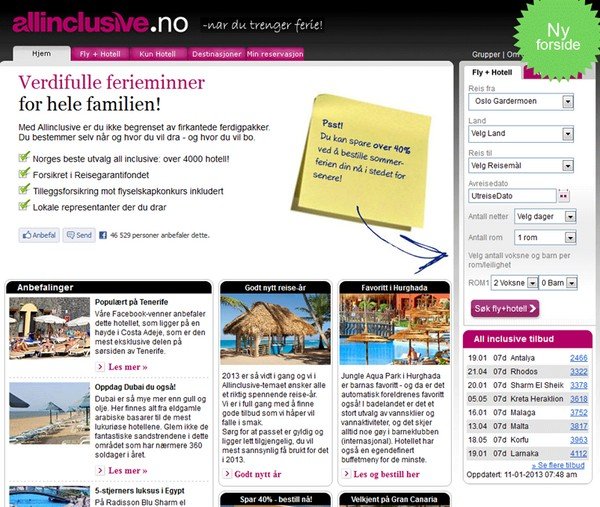 allinclusive.no -når du trenger ferie!
Ny
forside
Hjem Fly + Hotell Kun Hotell Destinasjoner Min reservasjon
Grupper | Om
Verdifulle ferieminner
for hele familien!
Med Allinclusive er du ikke begrenset av firkantede ferdigpakker.
Du bestemmer selv når og hvor du vil dra - og hvor du vil bo.
Norges beste utvalg all inclusive: over 4000 hotell!
Forsikret i Reisegarantifondet
Tilleggsforsikring mot flyselskapkonkurs inkludert
Lokale representanter der du drar
Anbefal Send 46 529 personer anbefaler dette.
Psst!
Du kan spare over 40%
ved å bestille sommer-
ferien din nå i stedet for
senere!
Fly + Hotell Hotell
Reis fra
Oslo Gardermoen
Land
Velg Land
Reis til
Velg Reisemål
Avreisedato
UtreiseDato
Antall netter Velg dager
Antall rom 1 rom
Velg antall voksne og barn per
rom/leilighet
ROM1 2 Voksne 0 Barn
Søk fly+hotell
Anbefalinger
Populært på Tenerife
Våre Facebook-venner anbefaler
dette hotellet, som ligger på en
høyde i Costa Adeje, som er den
mest eksklusive delen på
sørsiden av Tenerife.
Les mer »
Oppdag Dubai du også!
Dubai er så mye mer enn gull og
olje. Her finnes alt fra eldgamle
arabiske basarer til de mest
lukuriøse hotellene. Glem ikke de
fantastiske sandstrendene i dette
området som har nærmere 360
soldager i året.
Les mer »
5-stjerners luksus i Egypt
På Radisson Blu Sharm el
Godt nytt reise-år
2013 er så vidt i gang og vi i
Allinclusive-temaet ønsker alle
et riktig spennende reise-år.
Vi er i full gang med å finne
gode tilbud som vi håper vil
falle i smak.
Sørg for at passet er gyldig og
ligger lett tilgjengelig, du vil
mest sannsynlig få brukt for det
i 2013.
Godt nytt år
Spar 40% - bestill nå!
Favoritt i Hurghada
Jungle Aqua Park i Hurghada
er barnas favoritt - og da er det
automatisk foreldrenes favoritt
også! I badelandet er det et
stort utvalg av vannsklier og
vannaktiviteter, og det skjer
alltid noe gøy i barneklubben
(internasjonal). Hotellet har
også en egendefinert
buffetmeny for de minste.
Les og bestill her
Velkjent på Gran Canaria
All inclusive tilbud
19.01 07d Antalya 2466
21.04 07d Rhodos 3322
20.03 07d Sharm El Sheik 3378
05.05 07d Kreta Heraklion 3618
16.01 07d Malaga 3752
12.04 07d Malta 3768
18.05 07d Korfu 3963
19.01 07d Larnaka 4112
» Se flere tilbud
Oppdatert: 11-01-2013 07:48 am